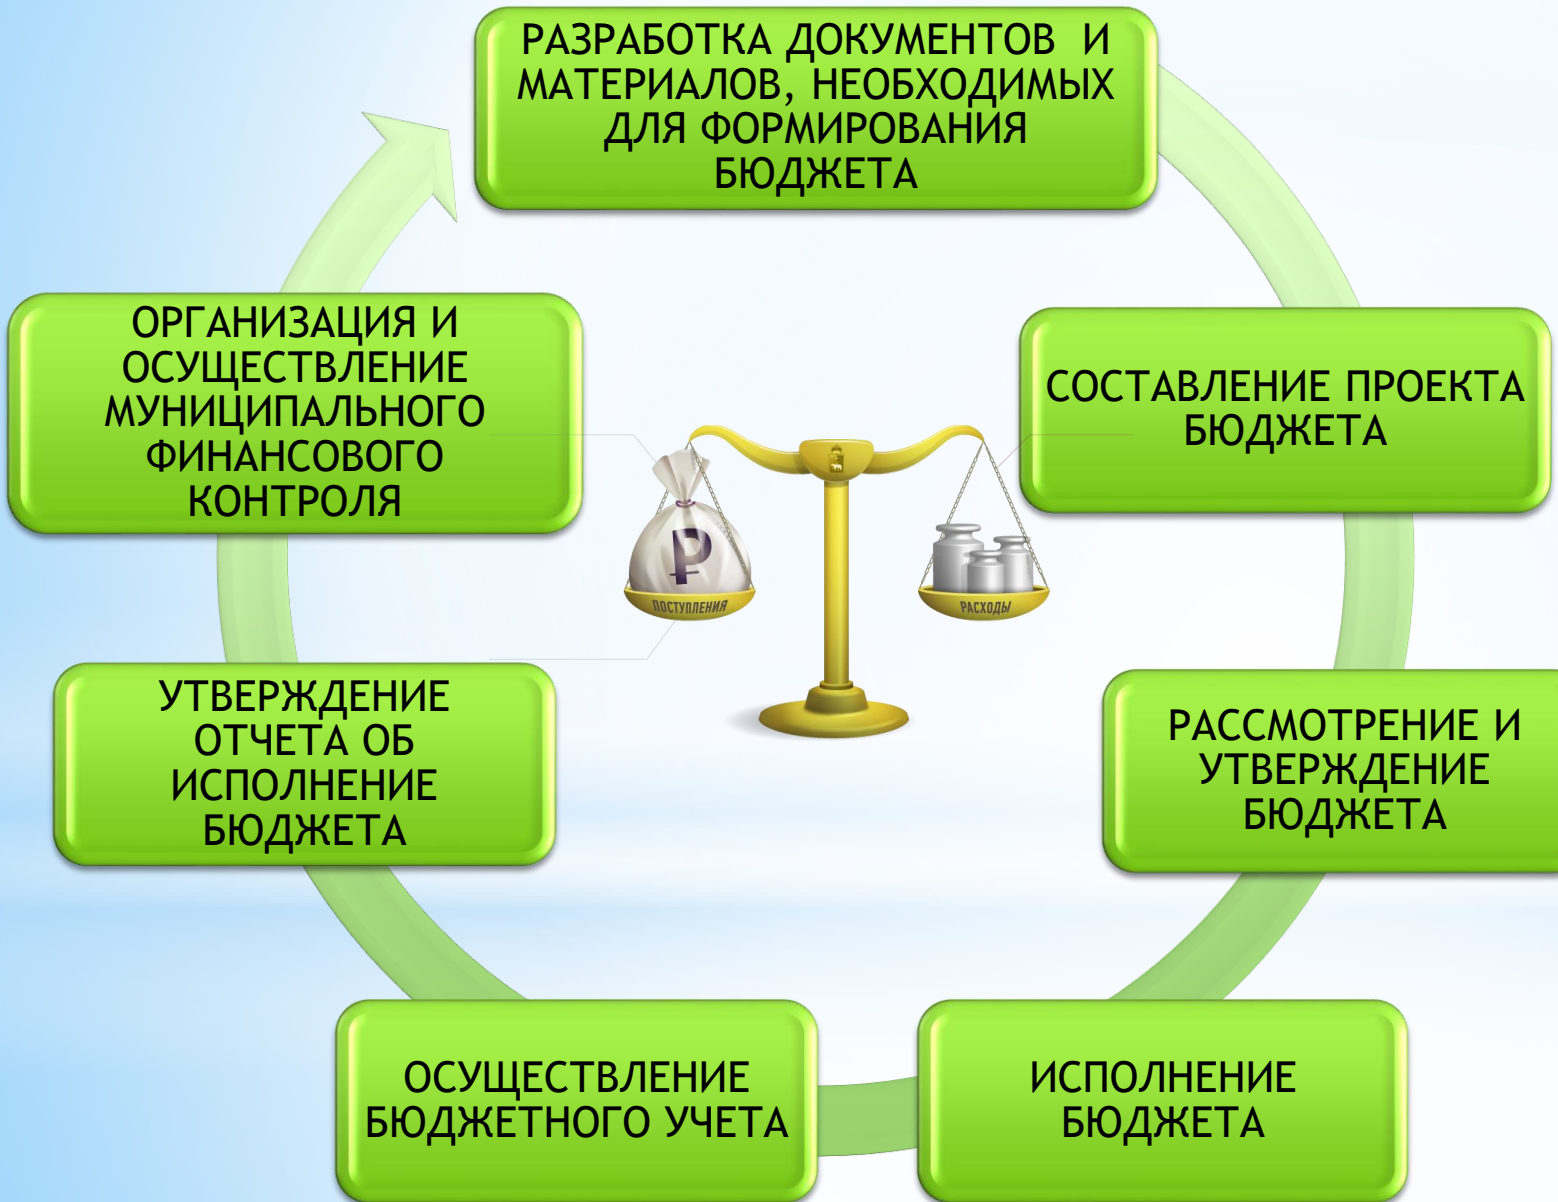 РАЗРАБОТКА ДОКУМЕНТОВ И
МАТЕРИАЛОВ, НЕОБХОДИМЫХ
ДЛЯ ФОРМИРОВАНИЯ
БЮДЖЕТА
СОСТАВЛЕНИЕ ПРОЕКТА
БЮДЖЕТА
РАССМОТРЕНИЕ И
УТВЕРЖДЕНИЕ
БЮДЖЕТА
ИСПОЛНЕНИЕ
БЮДЖЕТА
ОСУЩЕСТВЛЕНИЕ
БЮДЖЕТНОГО УЧЕТА
УТВЕРЖДЕНИЕ
ОТЧЕТА ОБ
ИСПОЛНЕНИЕ
БЮДЖЕТА
ОРГАНИЗАЦИЯ И
ОСУЩЕСТВЛЕНИЕ
МУНИЦИПАЛЬНОГО
ФИНАНСОВОГО
КОНТРОЛЯ
₽
ПОСТУПЛЕНИЯ
РАСХОДЫ